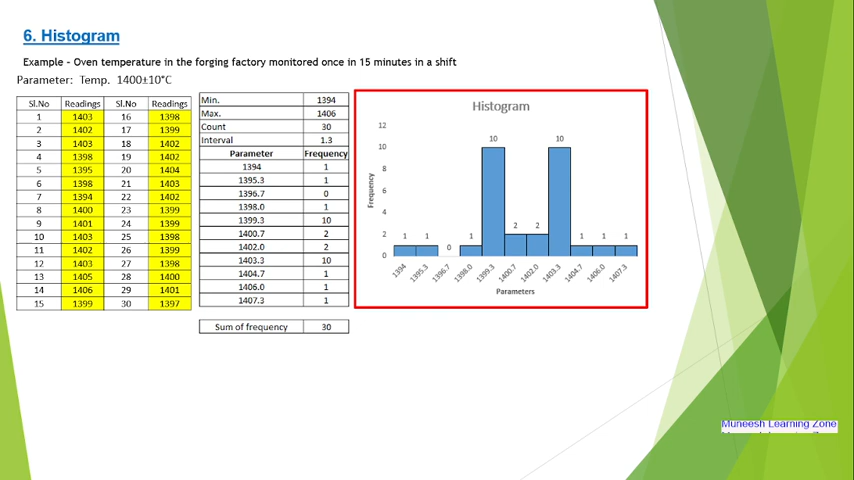 6. Histogram
Example - Oven temperature in the forging factory monitored once in 15 minutes in a shift
Parameter: Temp. 1400±10°C
Sl.No Readings Sl.No Readings
1 1403 16 1398
2 1402 17 1399
3 1403 18 1402
4 1398 19 1402
5 1395 20 1404
6 1398 21 1403
7 1394 22 1402
8 1400 23 1399
9 1401 24 1399
10 1403 25 1398
11 1402 26 1399
12 1403 27 1398
13 1405 28 1400
14 1406 29 1401
15 1399 30 1397
Min. 1394
Max. 1406
Count 30
Interval 1.3
Parameter Frequency
1394 1
1395.3 1
1396.7 0
1398.0 1
1399.3 10
1400.7 2
1402.0 2
1403.3 10
1404.7 1
1406.0 1
1407.3 1
Sum of frequency 30
Histogram
Frequency
12
10
8
6
4
2
0
1 1 0 1 10 2 2 10 1 1 1
1394 1395.3 1396.7 1398.0 1399.3 1400.7 1402.0 1403.3 1404.7 1406.0 1407.3
Parameters
Muneesh Learning Zone